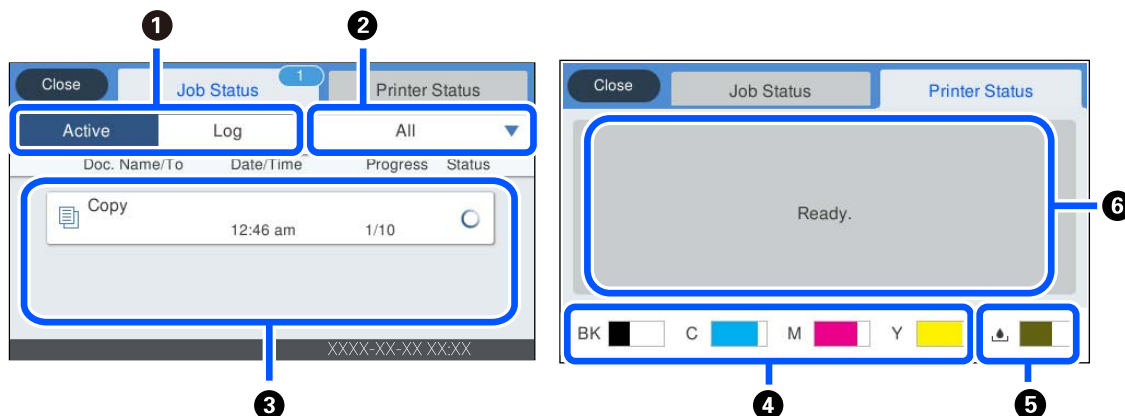 1 2
Close Job Status 1 Printer Status
Active Log All
Doc. Name/To Date/Time Progress Status
Copy
12:46 am 1/10
XXXX-XX-XX XX:XX
3
Close Job Status Printer Status
Ready.
6
BK C M Y
4 5